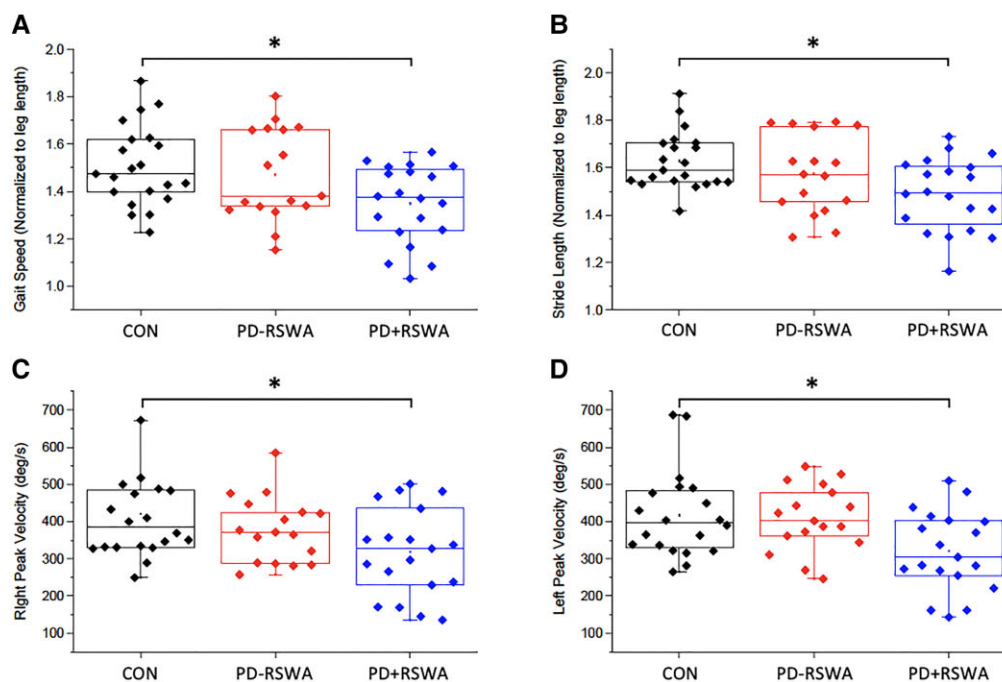 A
*
Gait Speed (Normalized to leg length)
2.0
1.8
1.6
1.4
1.2
1.0
CON
PD-RSWA
PD+RSWA
B
*
Stride Length (Normalized to leg length)
2.0
1.8
1.6
1.4
1.2
1.0
CON
PD-RSWA
PD+RSWA
C
*
RIght Peak Velocity (deg/s)
700
600
500
400
300
200
100
CON
PD-RSWA
PD+RSWA
D
*
Left Peak Velocity (deg/s)
700
600
500
400
300
200
100
CON
PD-RSWA
PD+RSWA